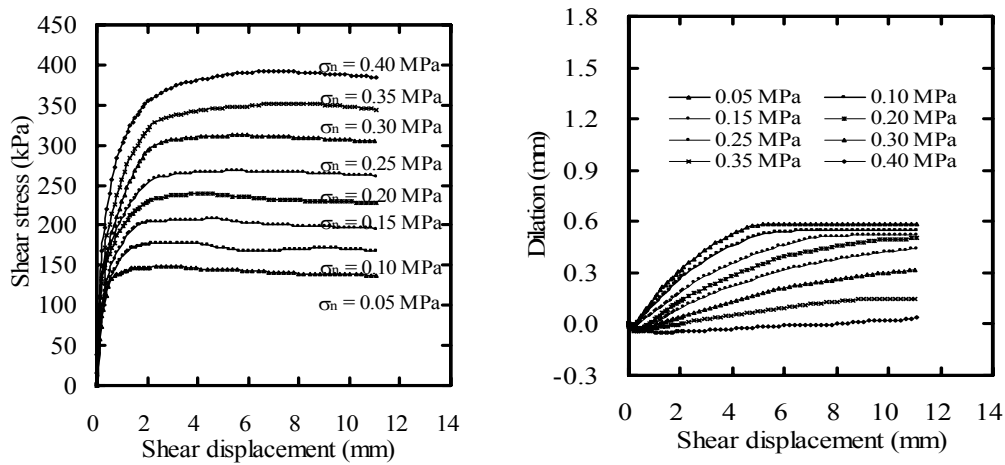 450
400
350
300
250
200
150
100
50
0
Shear stress (kPa)
σn = 0.40 MPa
σn = 0.35 MPa
σn = 0.30 MPa
σn = 0.25 MPa
σn = 0.20 MPa
σn = 0.15 MPa
σn = 0.10 MPa
σn = 0.05 MPa
0 2 4 6 8 10 12 14
Shear displacement (mm)
1.8
1.5
1.2
0.9
0.6
0.3
0.0
-0.3
Dilation (mm)
0.05 MPa 0.10 MPa
0.15 MPa 0.20 MPa
0.25 MPa 0.30 MPa
0.35 MPa 0.40 MPa
0 2 4 6 8 10 12 14
Shear displacement (mm)